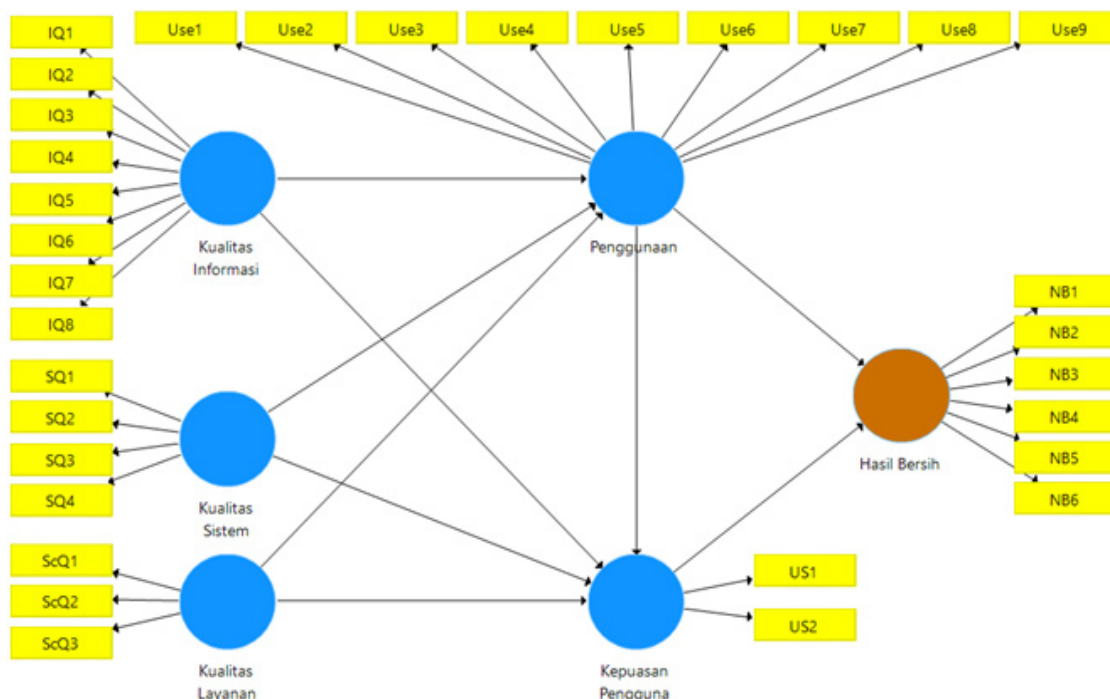 IQ1
IQ2
IQ3
IQ4
IQ5
IQ6
IQ7
IQ8
Use1
Use2
Use3
Use4
Use5
Use6
Use7
Use8
Use9
Kualitas
Informasi
Penggunaan
SQ1
SQ2
SQ3
SQ4
Kualitas
Sistem
NB1
NB2
NB3
NB4
NB5
NB6
Hasil Bersih
ScQ1
ScQ2
ScQ3
Kualitas
Layanan
US1
US2
Kepuasan
Pengguna